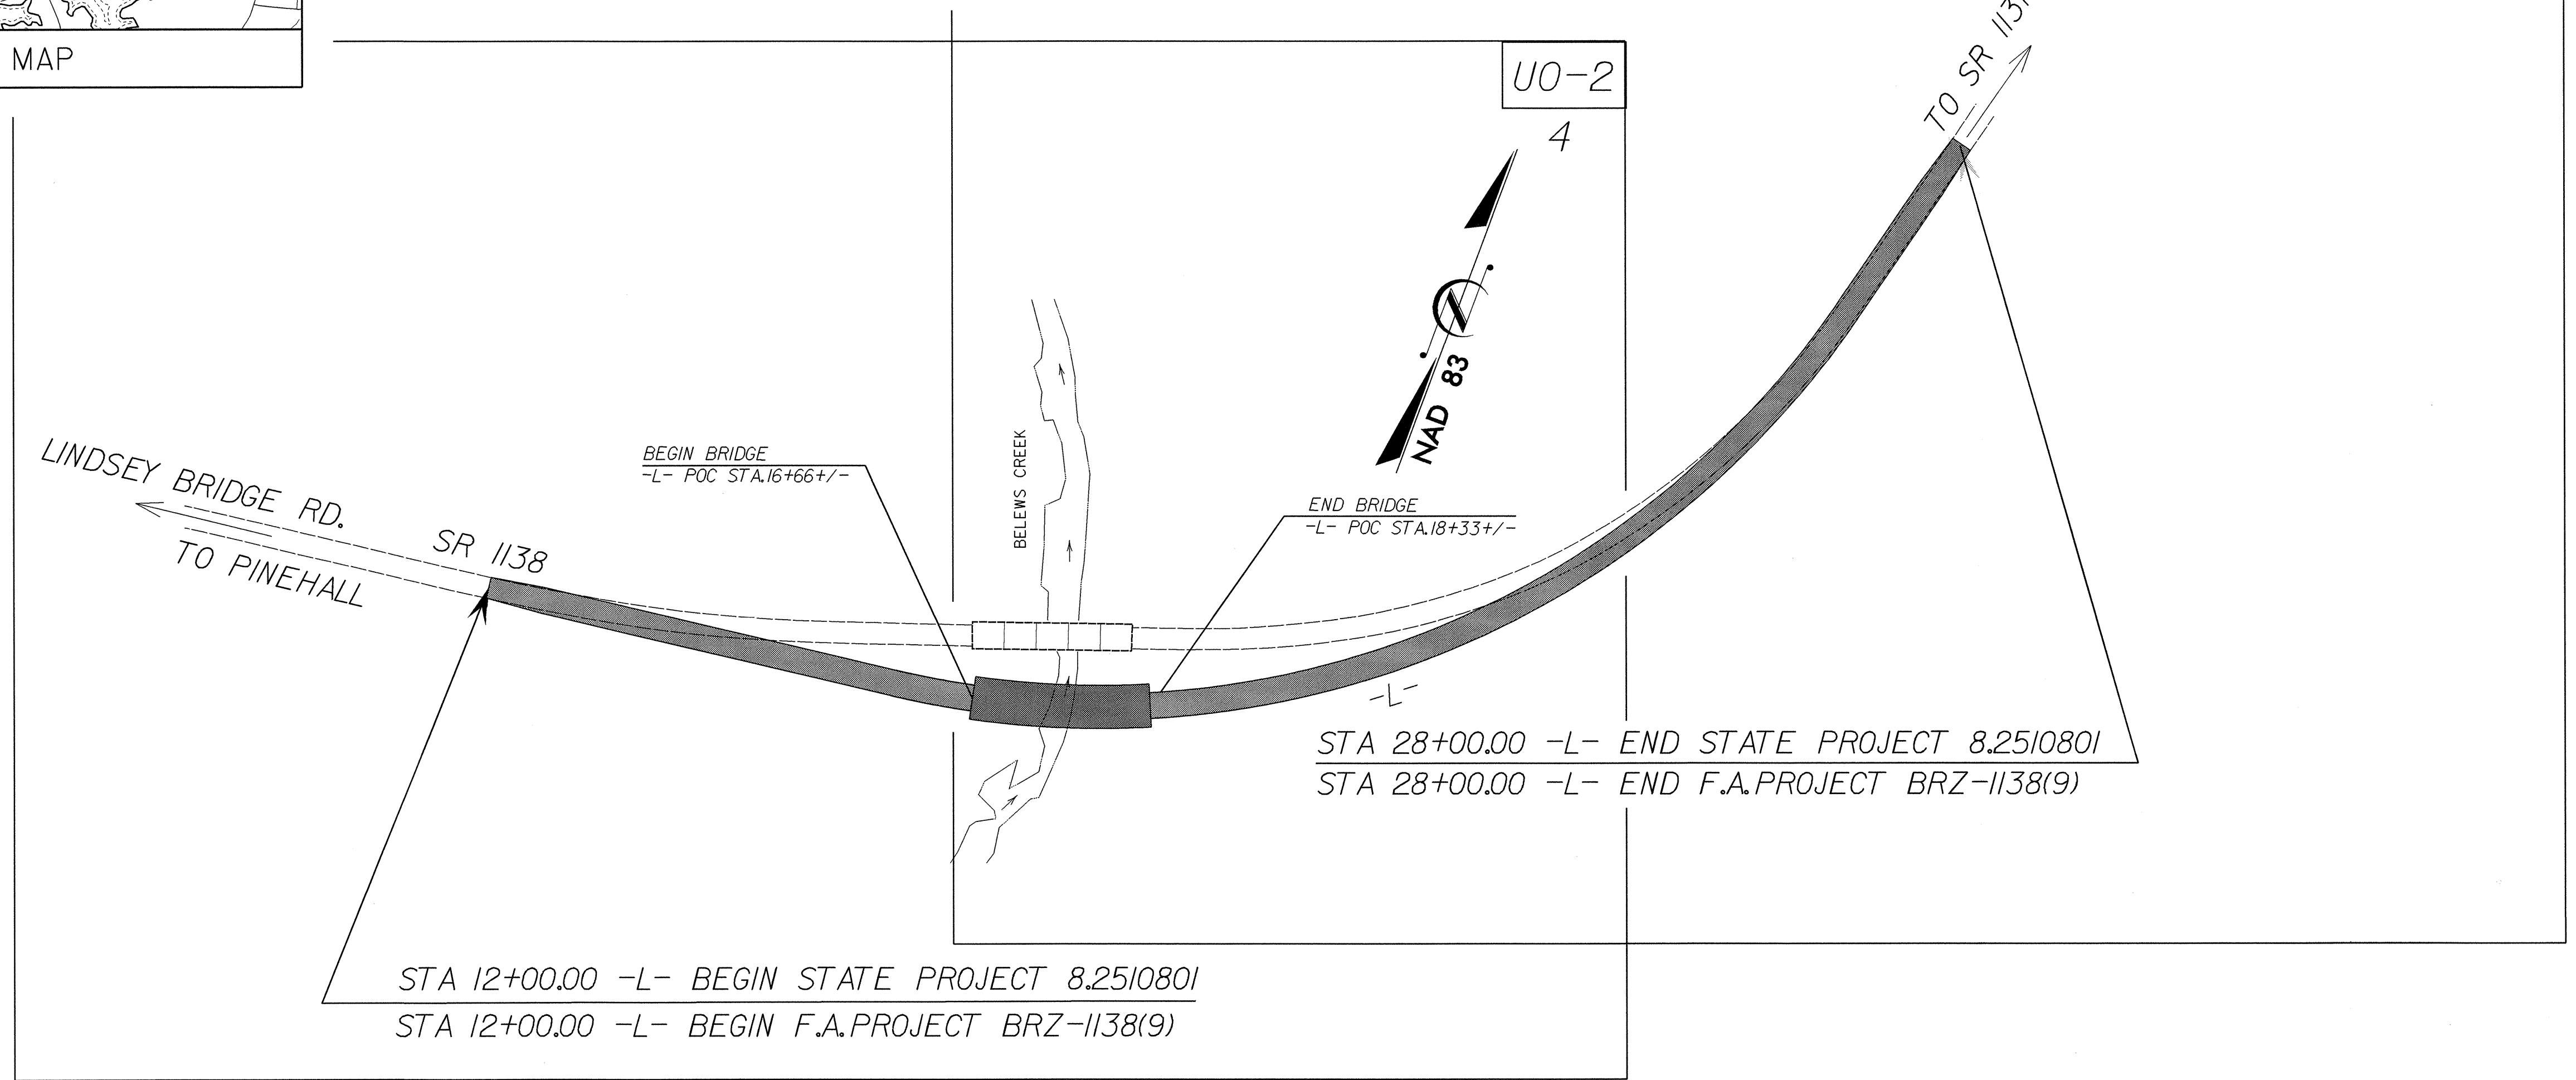 MAP
UO-2
4
NAD 83
TO SR
LINDSEY BRIDGE RD.
TO PINEHALL
SR 1138
BEGIN BRIDGE
-L- POC STA.16+66+/-
BELEWS CREEK
END BRIDGE
-L- POC STA.18+33+/-
-L-
STA 28+00.00 -L- END STATE PROJECT 8.2510801
STA 28+00.00 -L- END F.A.PROJECT BRZ-1138(9)
STA 12+00.00 -L- BEGIN STATE PROJECT 8.2510801
STA 12+00.00 -L- BEGIN F.A.PROJECT BRZ-1138(9)